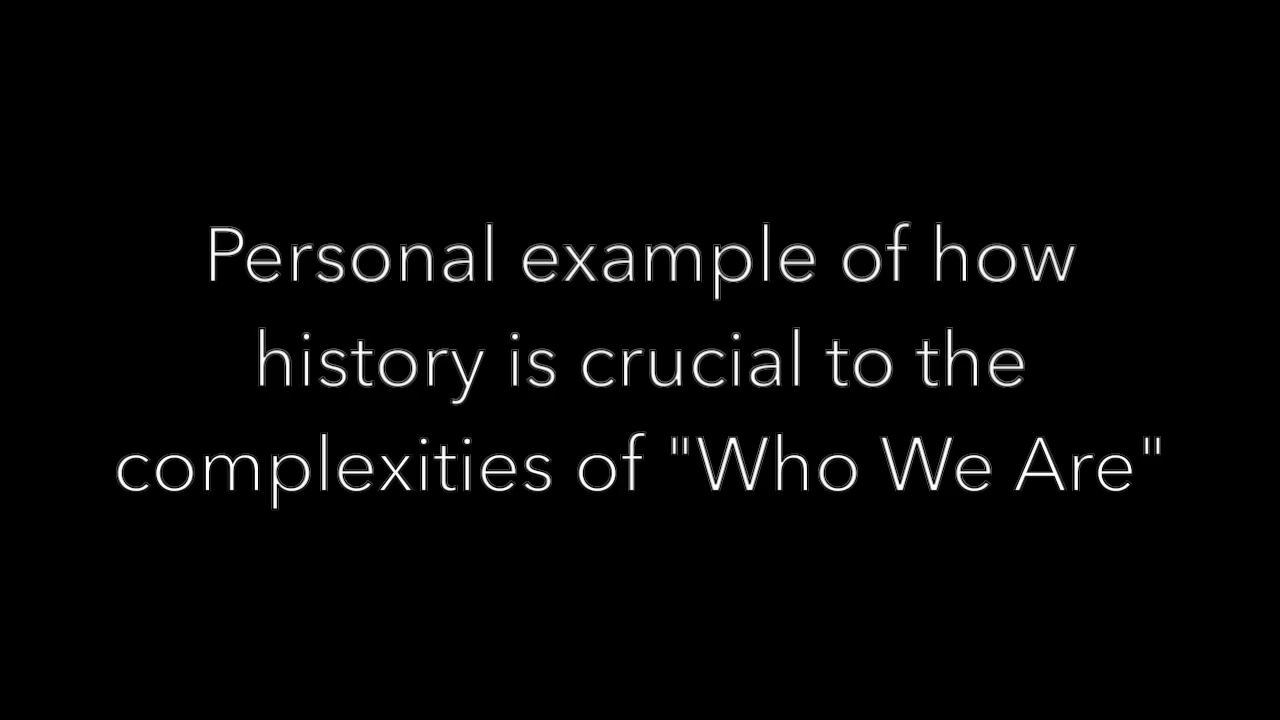 Personal example of how
history is crucial to the
complexities of "Who We Are"